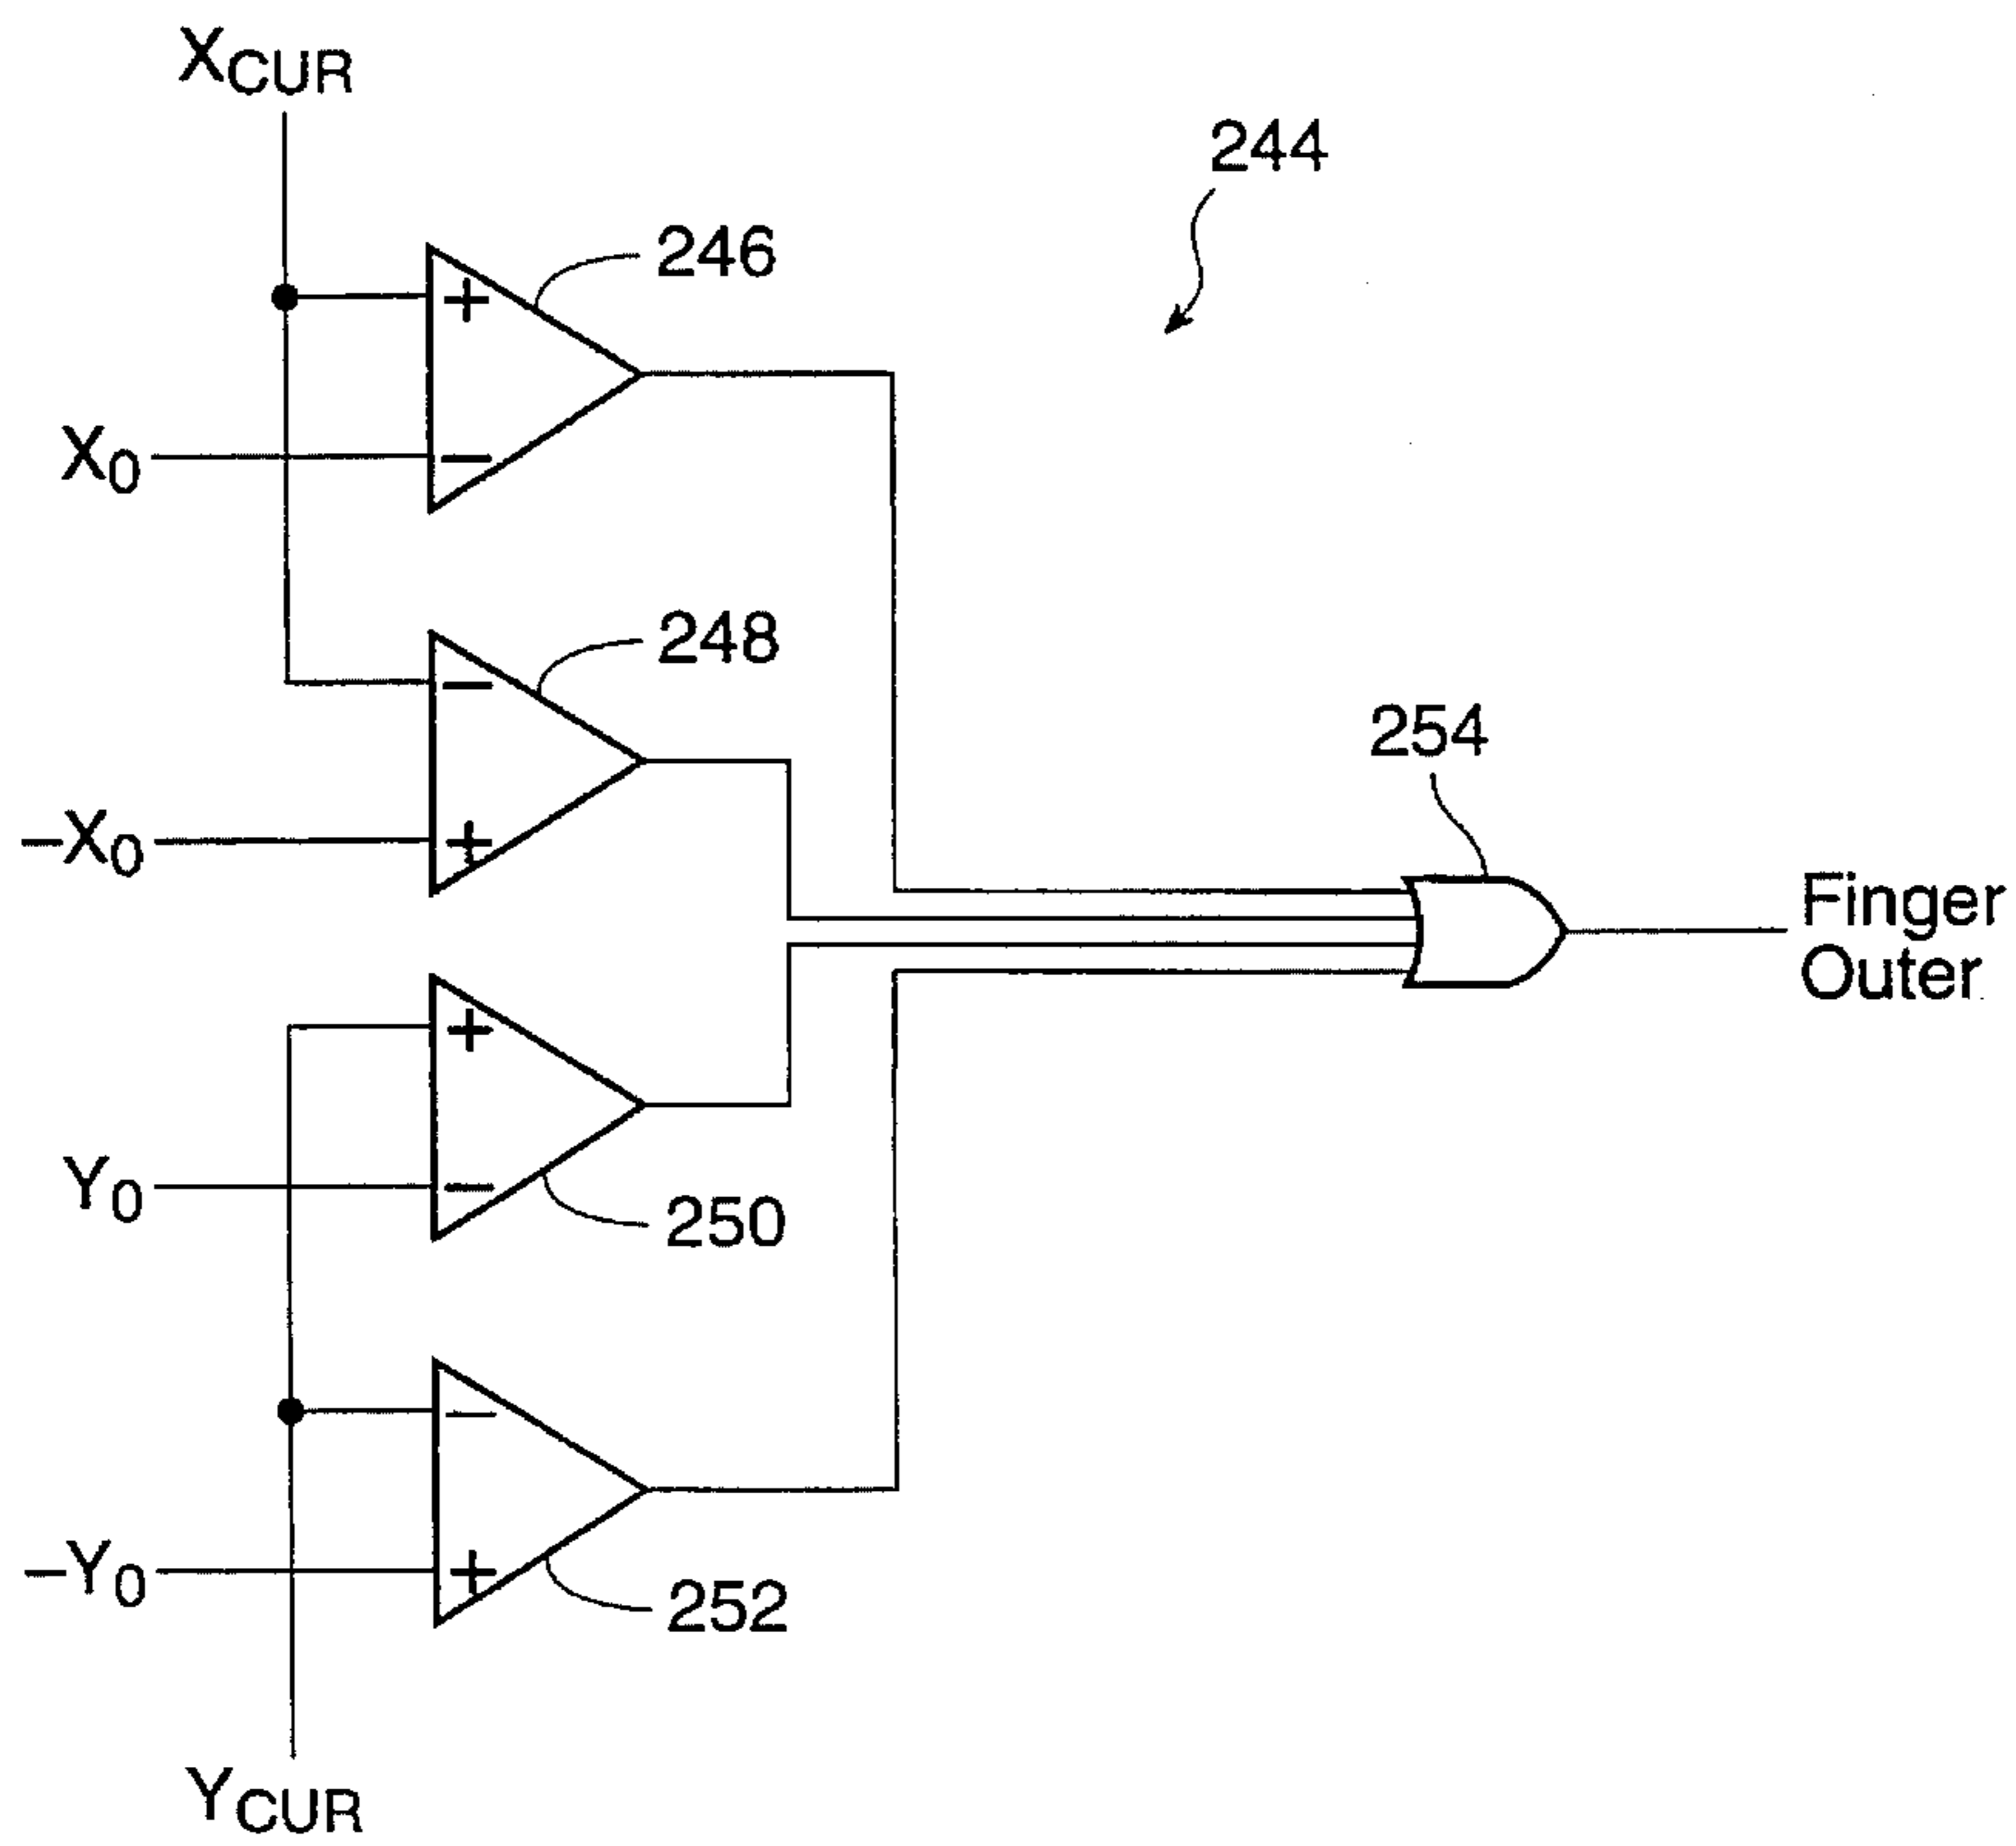 XCUR
244
246
X0
248
254
–X0
Finger
Outer
Y0
250
–Y0
252
YCUR